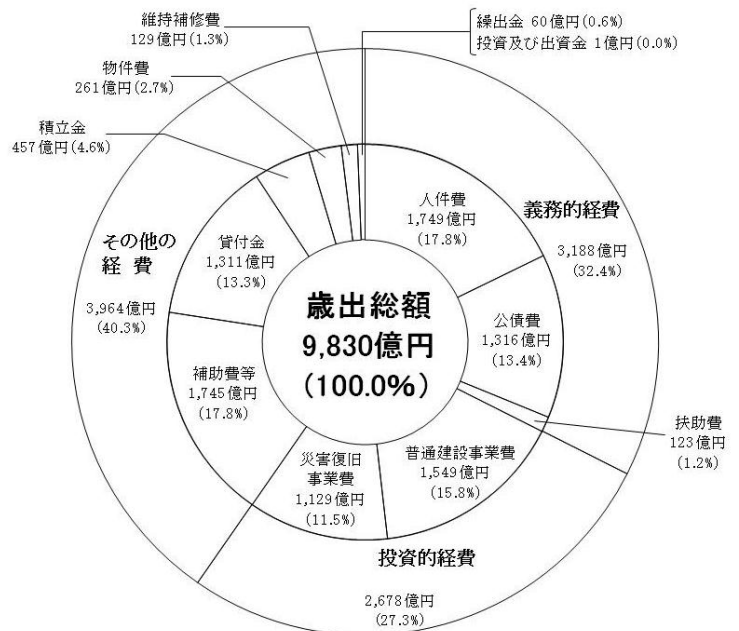 維持補修費
129億円(1.3%)
繰出金 60億円(0.6%)
投資及び出資金 1億円(0.0%)
物件費
261億円(2.7%)
積立金
457億円(4.6%)
人件費
1,749億円
(17.8%)
義務的経費
3,188億円
(32.4%)
その他の
経 費
3,964億円
(40.3%)
貸付金
1,311億円
(13.3%)
歳出総額
9,830億円
(100.0%)
公債費
1,316億円
(13.4%)
補助費等
1,745億円
(17.8%)
扶助費
123億円
(1.2%)
災害復旧
事業費
1,129億円
(11.5%)
普通建設事業費
1,549億円
(15.8%)
投資的経費
2,678億円
(27.3%)